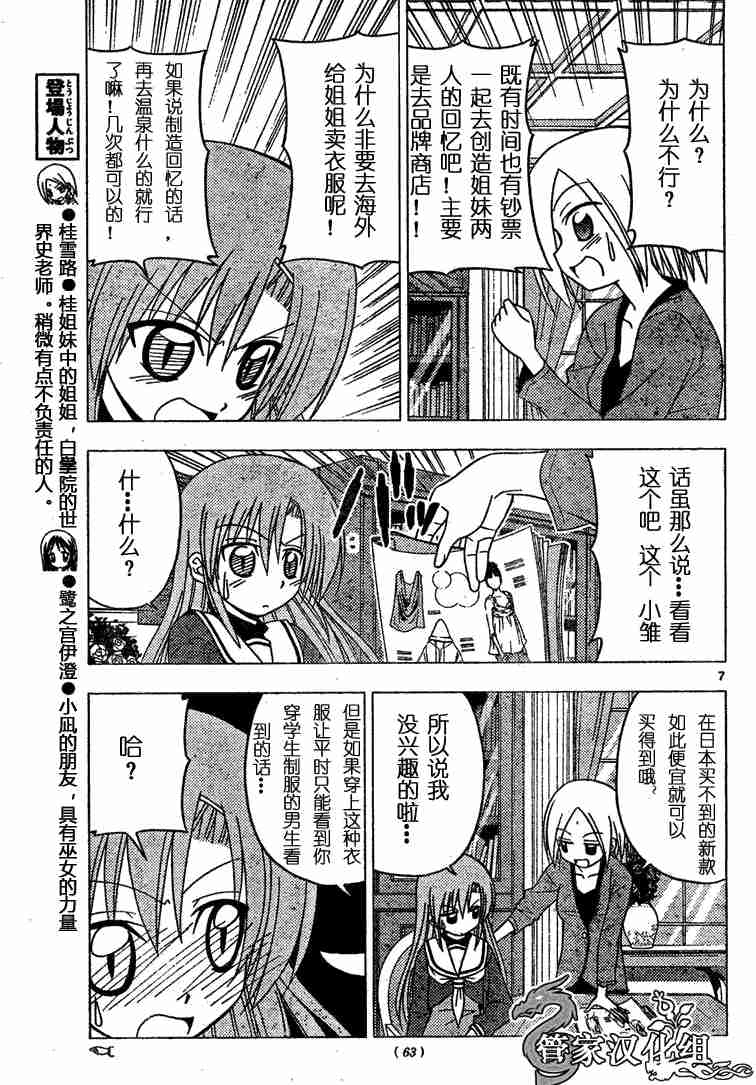 为什么？
为什么不行？
既有时间也有钞票
一起去创造姐妹两
人的回忆吧！主要
是去品牌商店！
为什么非要去海外
给姐姐卖衣服呢！
如果说制造回忆的话，
再去温泉什么的就行
了嘛！几次都可以的！
话虽那么说…看看
这个吧 这个 小雏
什…什么？
7
在日本买不到的新款
如此便宜就可以
买得到哦~
所以说我
没兴趣的啦…
但是如果穿上这种衣
服让平时只能看到你
穿学生制服的男生看
到的话…
哈？
とうじょうじんぶつ
登場人物
●桂雪路●桂姐妹中的姐姐，白皇院的世
界史老师。稍微有点不负责任的人。
●鹭之宫伊澄●小凪的朋友，具有巫女的力量
(63)
管家汉化组